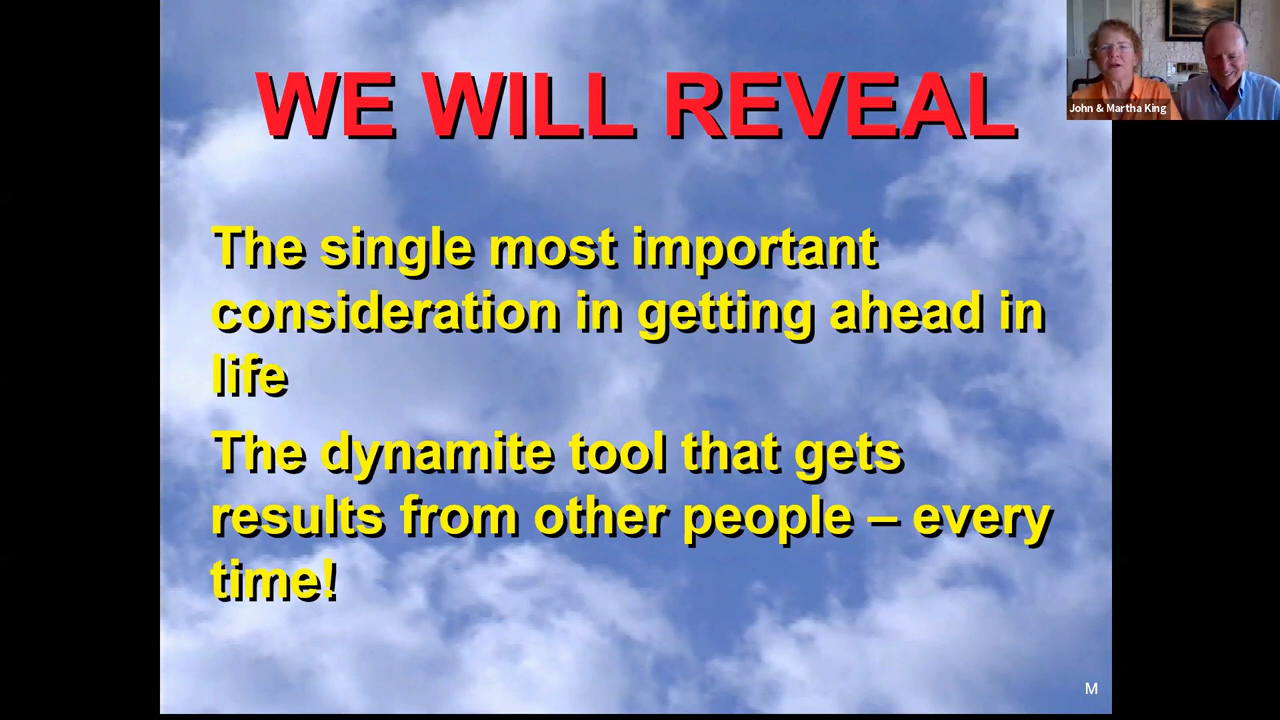 WE WILL REVEAL
John & Martha King
The single most important
consideration in getting ahead in
life
The dynamite tool that gets
results from other people – every
time!
M